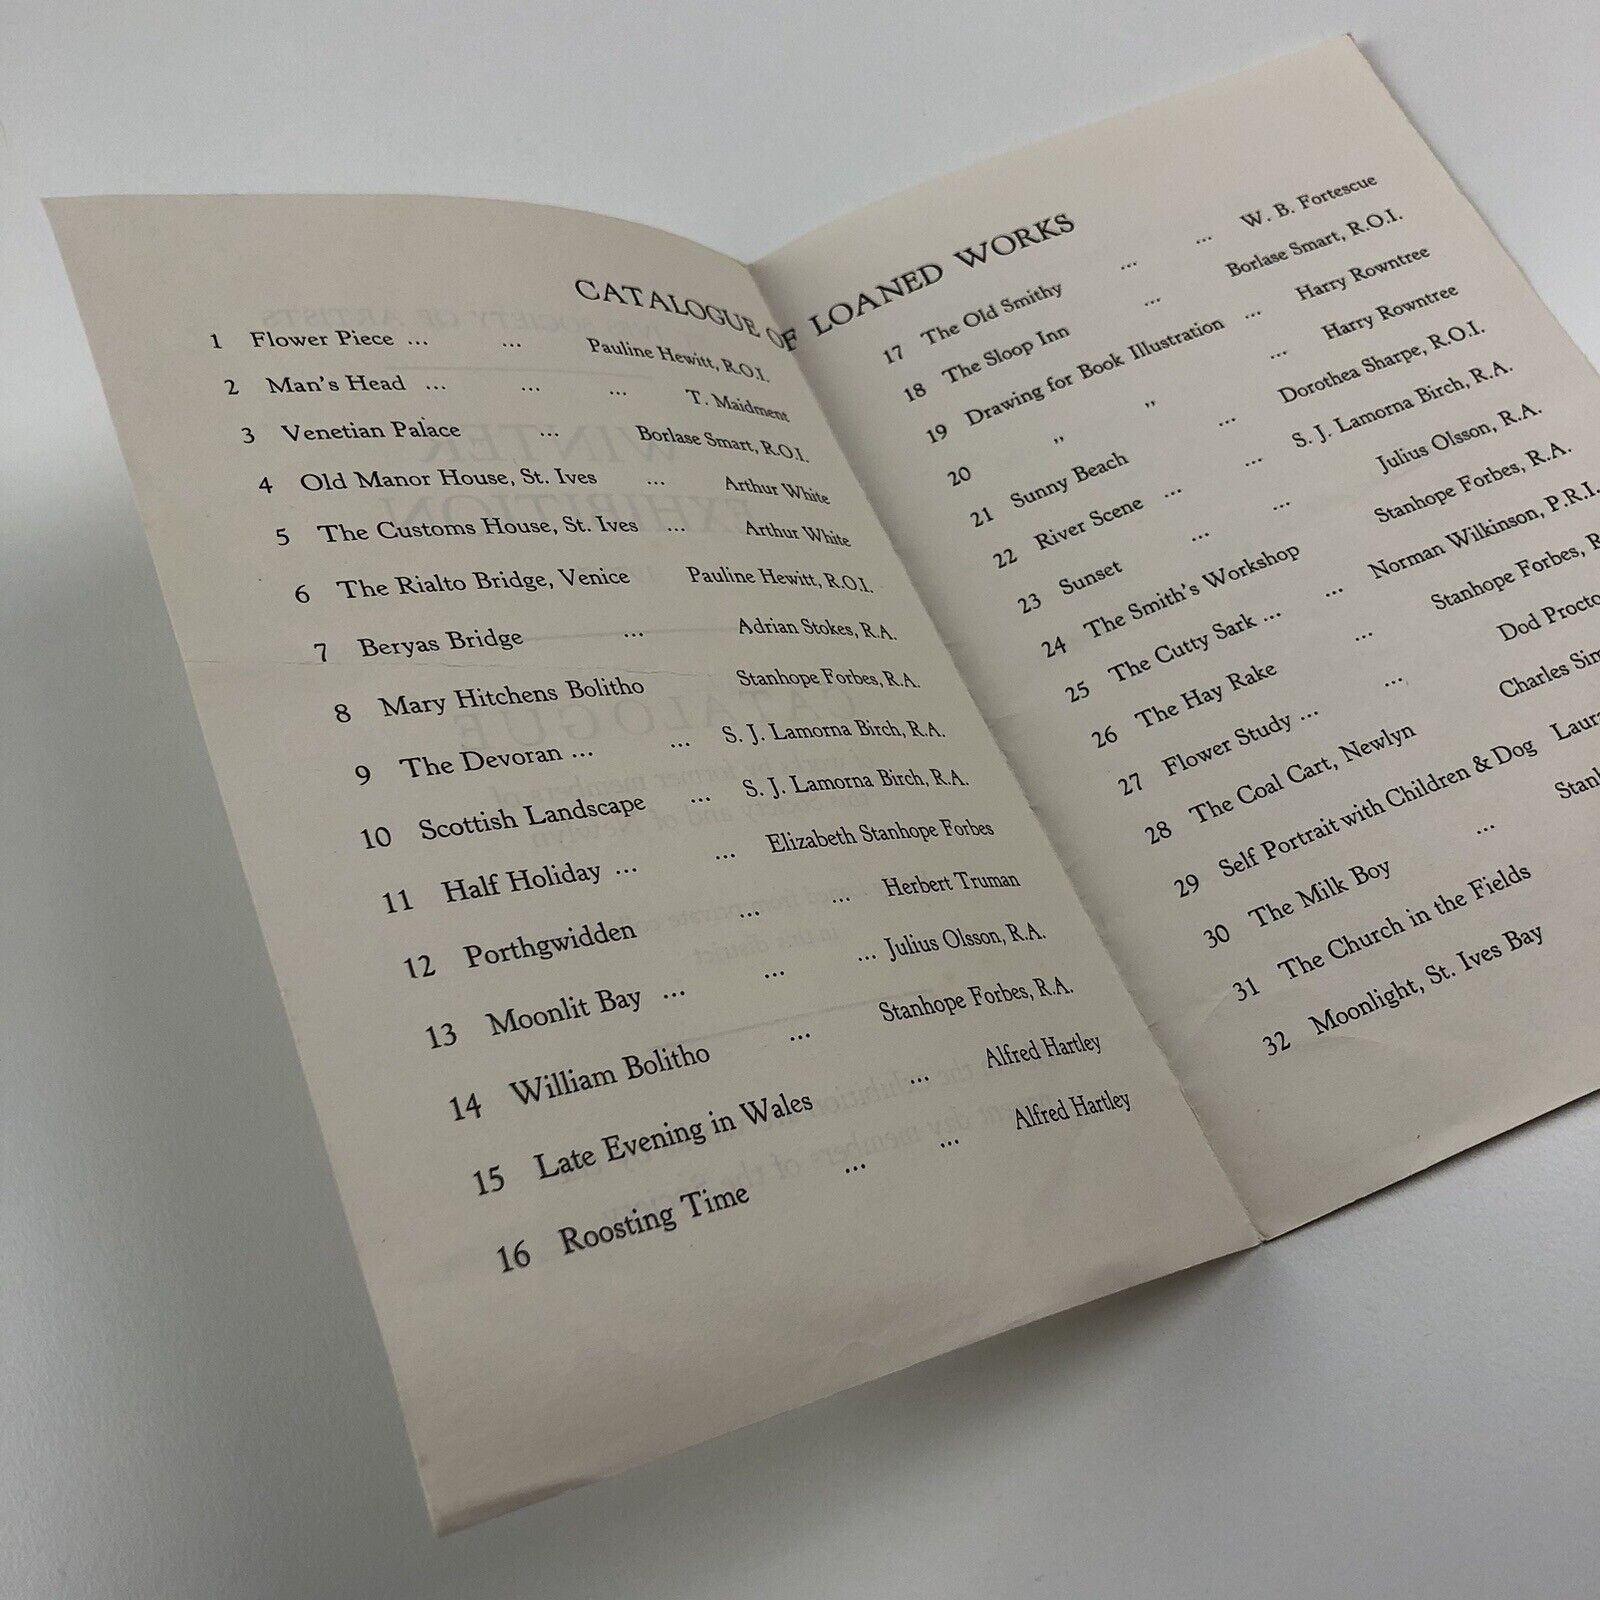 CATALOGUE OF LOANED WORKS
1 Flower Piece ... ... Pauline Hewitt, R.O.I.
2 Man's Head ... ... ... T. Maidment
3 Venetian Palace ... Borlase Smart, R.O.I.
4 Old Manor House, St. Ives ... Arthur White
5 The Customs House, St. Ives ... Arthur White
6 The Rialto Bridge, Venice Pauline Hewitt, R.O.I.
7 Beryas Bridge ... Adrian Stokes, R.A.
8 Mary Hitchens Bolitho Stanhope Forbes, R.A.
9 The Devoran ... ... S. J. Lamorna Birch, R.A.
10 Scottish Landscape ... S. J. Lamorna Birch, R.A.
11 Half Holiday ... ... Elizabeth Stanhope Forbes
12 Porthgwidden ... ... Herbert Truman
13 Moonlit Bay ... ... ... Julius Olsson, R.A.
14 William Bolitho ... Stanhope Forbes, R.A.
15 Late Evening in Wales ... Alfred Hartley
16 Roosting Time ... ... Alfred Hartley
17 The Old Smithy ... ... W. B. Fortescue
18 The Sloop Inn ... Borlase Smart, R.O.I.
19 Drawing for Book Illustration ... Harry Rowntree
20 ,, ,, ... Harry Rowntree
21 Sunny Beach ... Dorothea Sharpe, R.O.I.
22 River Scene ... ... S. J. Lamorna Birch, R.A.
23 Sunset ... ... Julius Olsson, R.A.
24 The Smith's Workshop Stanhope Forbes, R.A.
25 The Cutty Sark ... ... Norman Wilkinson, P.R.I.
26 The Hay Rake ... Stanhope Forbes, R
27 Flower Study ... ... Dod Procto
28 The Coal Cart, Newlyn Charles Sim
29 Self Portrait with Children & Dog Laura
30 The Milk Boy ... Stan
31 The Church in the Fields
32 Moonlight, St. Ives Bay